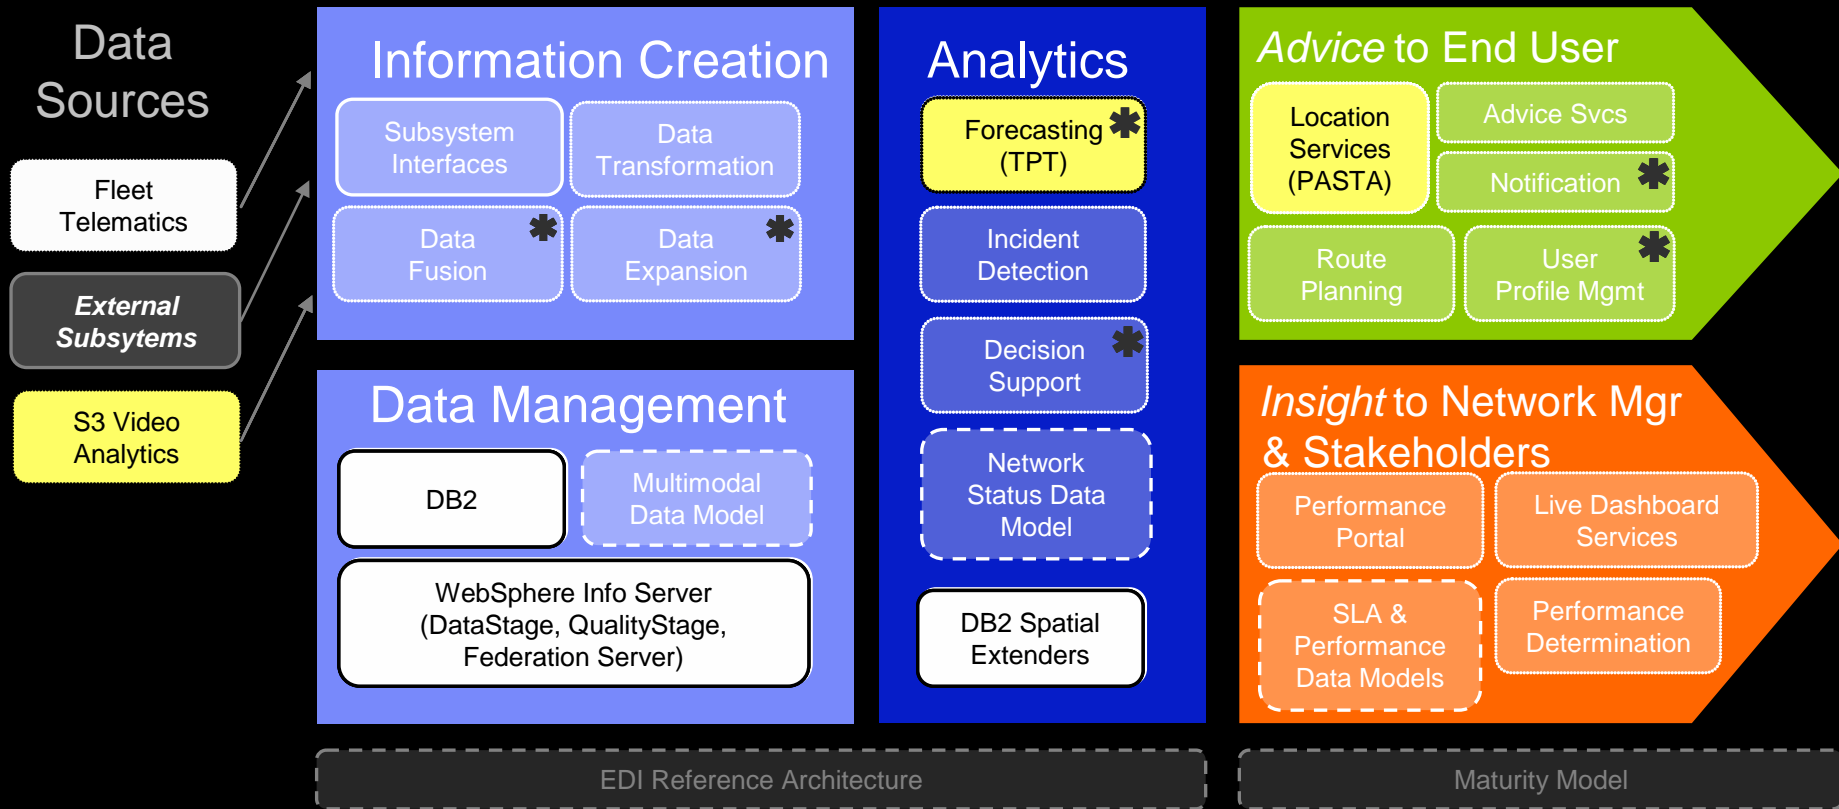 Data
Sources
Fleet
Telematics
External
Subsytems
S3 Video
Analytics
Information Creation
Subsystem
Interfaces
Data
Transformation
Data
Fusion
Data
Expansion
Data Management
DB2
Multimodal
Data Model
WebSphere Info Server
(DataStage, QualityStage,
Federation Server)
Analytics
Forecasting
(TPT)
Incident
Detection
Decision
Support
Network
Status Data
Model
DB2 Spatial
Extenders
Advice to End User
Location
Services
(PASTA)
Advice Svcs
Notification
Route
Planning
User
Profile Mgmt
Insight to Network Mgr
& Stakeholders
Performance
Portal
Live Dashboard
Services
SLA &
Performance
Data Models
Performance
Determination
EDI Reference Architecture
Maturity Model